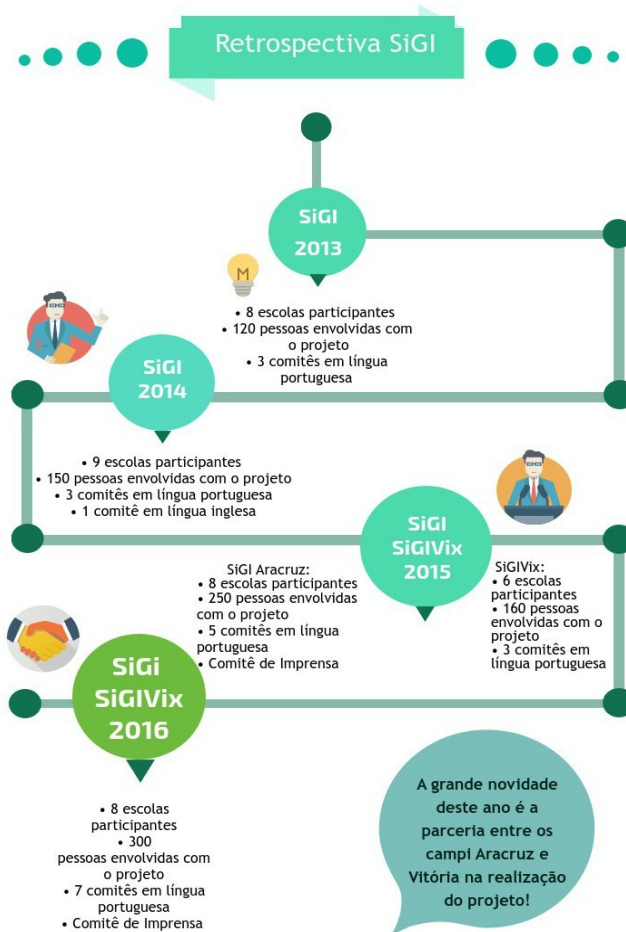 Retrospectiva SiGI
SiGI
2013
M
• 8 escolas participantes
• 120 pessoas envolvidas com
o projeto
• 3 comitês em língua
portuguesa
SiGI
2014
• 9 escolas participantes
• 150 pessoas envolvidas com o projeto
• 3 comitês em língua portuguesa
• 1 comitê em língua inglesa
SiGI
SiGIVix
2015
SiGI Aracruz:
• 8 escolas participantes
• 250 pessoas envolvidas
com o projeto
• 5 comitês em língua
portuguesa
• Comitê de Imprensa
SiGIVix:
• 6 escolas
participantes
• 160 pessoas
envolvidas com o
projeto
• 3 comitês em
língua portuguesa
SiGi
SiGIVix
2016
• 8 escolas
participantes
• 300
pessoas envolvidas com
o projeto
• 7 comitês em língua
portuguesa
• Comitê de Imprensa
A grande novidade
deste ano é a
parceria entre os
campi Aracruz e
Vitória na realização
do projeto!